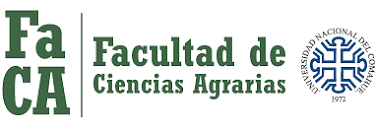 Fa
CA
Facultad de
Ciencias Agrarias
UNIVERSIDAD NACIONAL DEL COMAHUE
1972